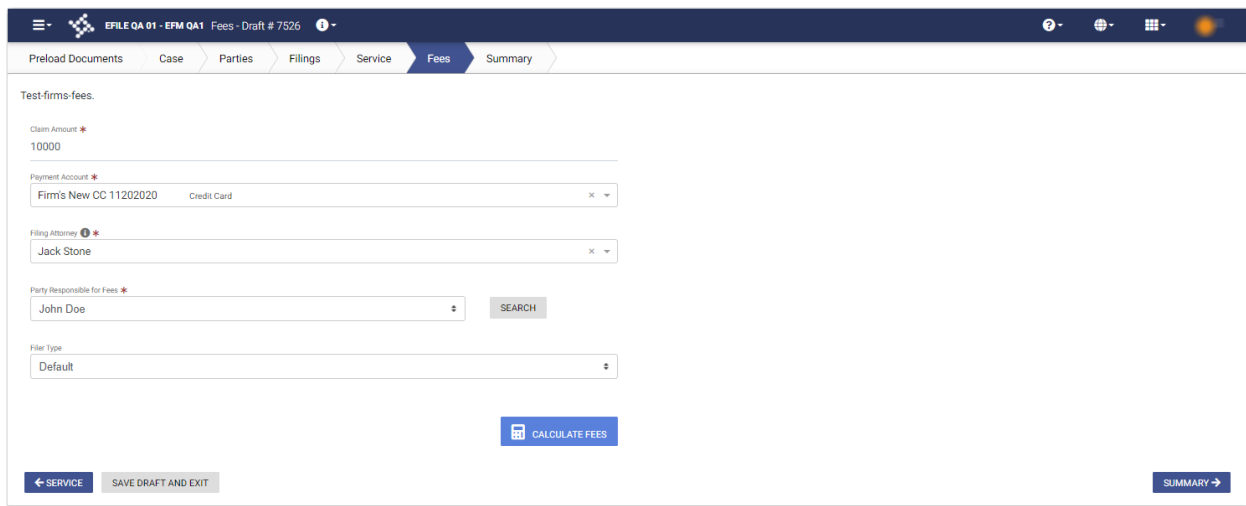 EFILE QA 01 - EFM QA1 Fees - Draft # 7526
Preload Documents Case Parties Filings Service Fees Summary
Test-firms-fees.
Claim Amount *
10000
Payment Account *
Firm's New CC 11202020 Credit Card
Filing Attorney *
Jack Stone
Party Responsible for Fees *
John Doe SEARCH
Filer Type
Default
CALCULATE FEES
SERVICE SAVE DRAFT AND EXIT SUMMARY